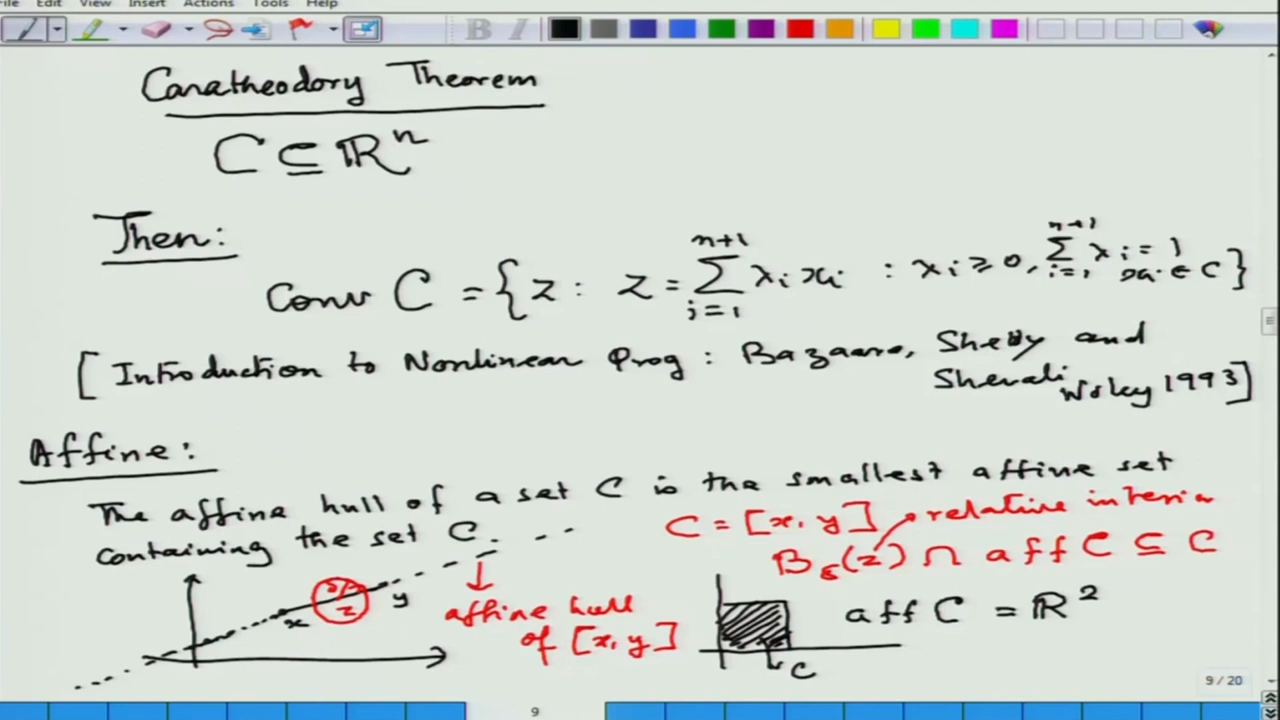 File Edit View Insert Actions Tools Help
B I
Caratheodory Theorem
C ⊆ ℝⁿ
Then:
Conv C = { z : z = ∑_{i=1}^{n+1} λi xi : λi ≥ 0, ∑_{i=1}^{n+1} λi = 1
xi ∈ C }
[ Introduction to Nonlinear Prog : Bazaara, Shetty and
Sherali
Wiley 1993 ]
Affine:
The affine hull of a set C is the smallest affine set
containing the set C.
C = [x, y] relative interior
B_δ(z) ∩ aff C ⊆ C
x z y
affine hull
of [x, y]
aff C = ℝ²
C
9 / 20
9